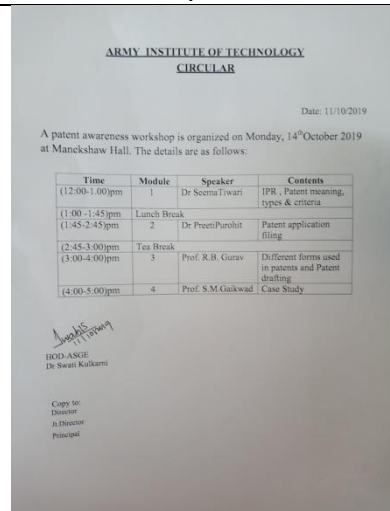 ARMY INSTITUTE OF TECHNOLOGY
CIRCULAR
Date: 11/10/2019
A patent awareness workshop is organized on Monday, 14th October 2019
at Manekshaw Hall. The details are as follows:
Time Module Speaker Contents
(12:00-1.00)pm 1 Dr SeemaTiwari IPR , Patent meaning,
types & criteria
(1:00 -1:45)pm Lunch Break
(1:45-2:45)pm 2 Dr PreetiPurohit Patent application
filing
(2:45-3:00)pm Tea Break
(3:00-4:00)pm 3 Prof. R.B. Gurav Different forms used
in patents and Patent
drafting
(4:00-5:00)pm 4 Prof. S.M.Gaikwad Case Study
HOD-ASGE
Dr Swati Kulkarni
Copy to:
Director
Jt.Director
Principal